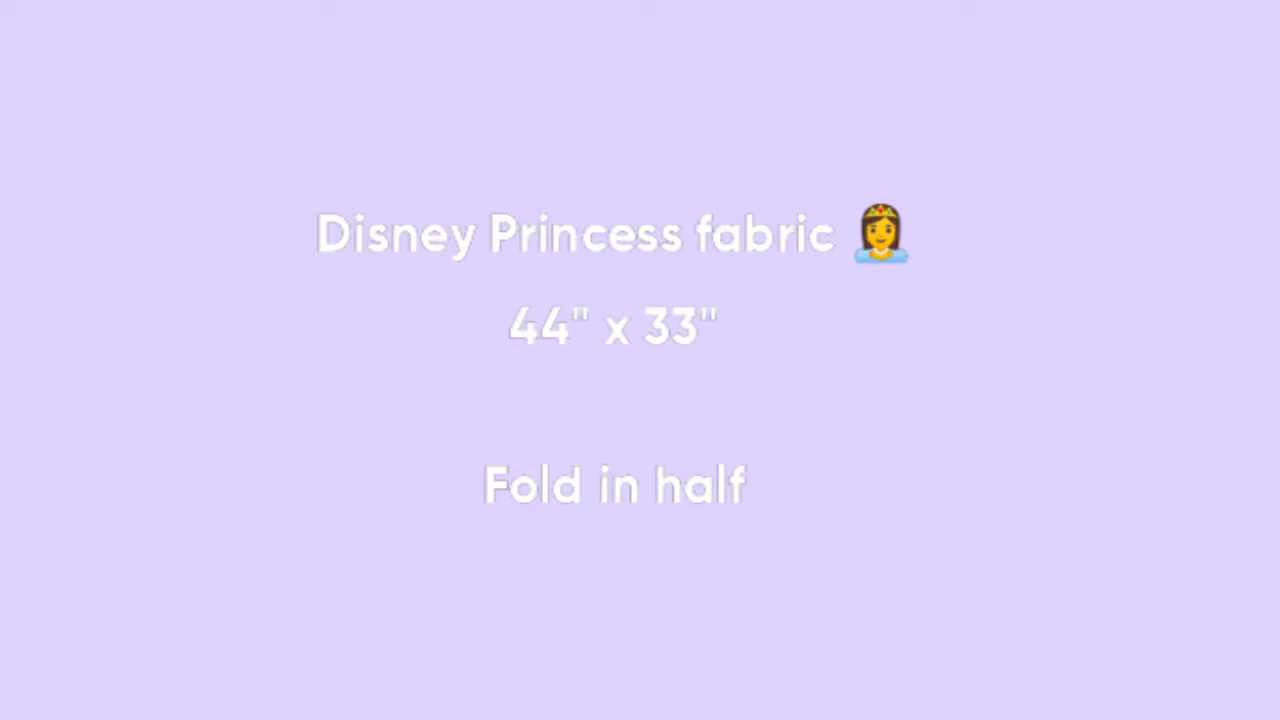 Disney Princess fabric 👸
44" x 33"
Fold in half